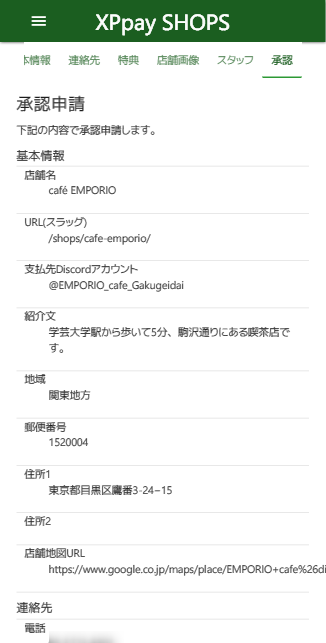 XPpay SHOPS
本情報 連絡先 特典 店舗画像 スタッフ 承認
承認申請
下記の内容で承認申請します。
基本情報
店舗名
café EMPORIO
URL(スラッグ)
/shops/cafe-emporio/
支払先Discordアカウント
@EMPORIO_cafe_Gakugeidai
紹介文
学芸大学駅から歩いて5分、駒沢通りにある喫茶店で
す。
地域
関東地方
郵便番号
1520004
住所1
東京都目黒区鷹番3-24−15
住所2
店舗地図URL
https://www.google.co.jp/maps/place/EMPORIO+cafe%26di
連絡先
電話